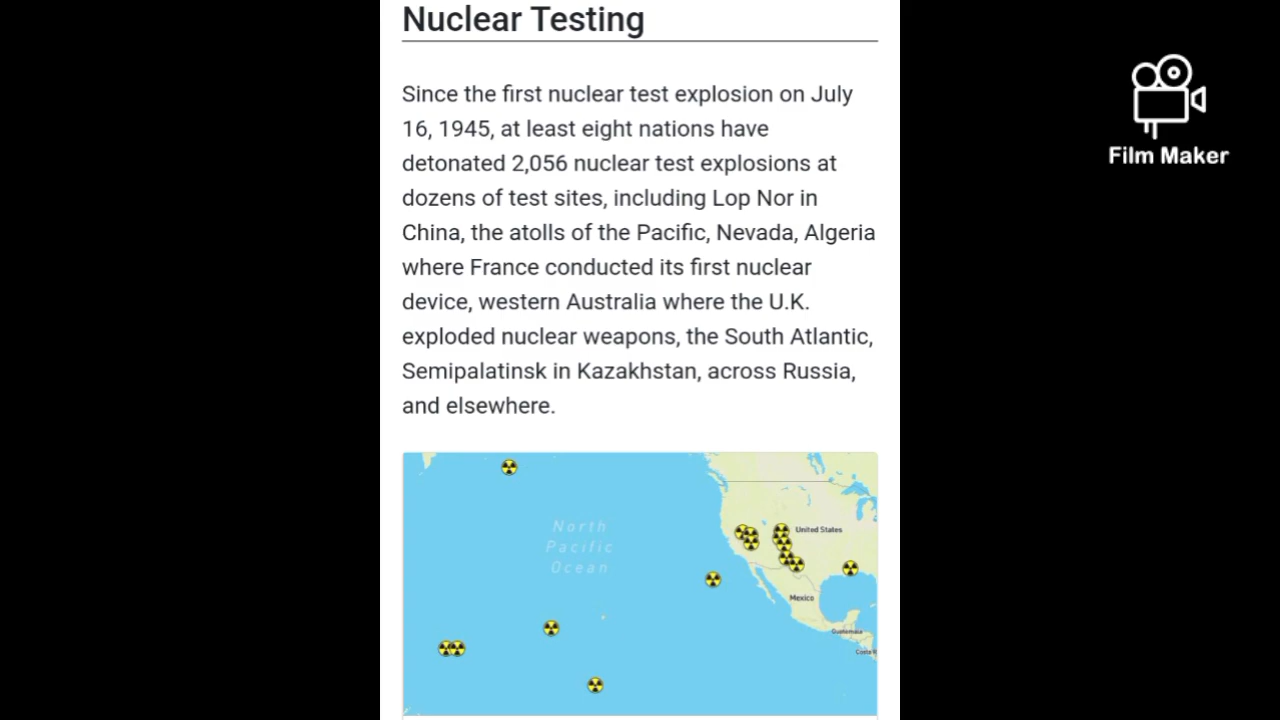 Nuclear Testing
Since the first nuclear test explosion on July
16, 1945, at least eight nations have
detonated 2,056 nuclear test explosions at
dozens of test sites, including Lop Nor in
China, the atolls of the Pacific, Nevada, Algeria
where France conducted its first nuclear
device, western Australia where the U.K.
exploded nuclear weapons, the South Atlantic,
Semipalatinsk in Kazakhstan, across Russia,
and elsewhere.
Film Maker
North
Pacific
Ocean
United States
Mexico
Guatemala